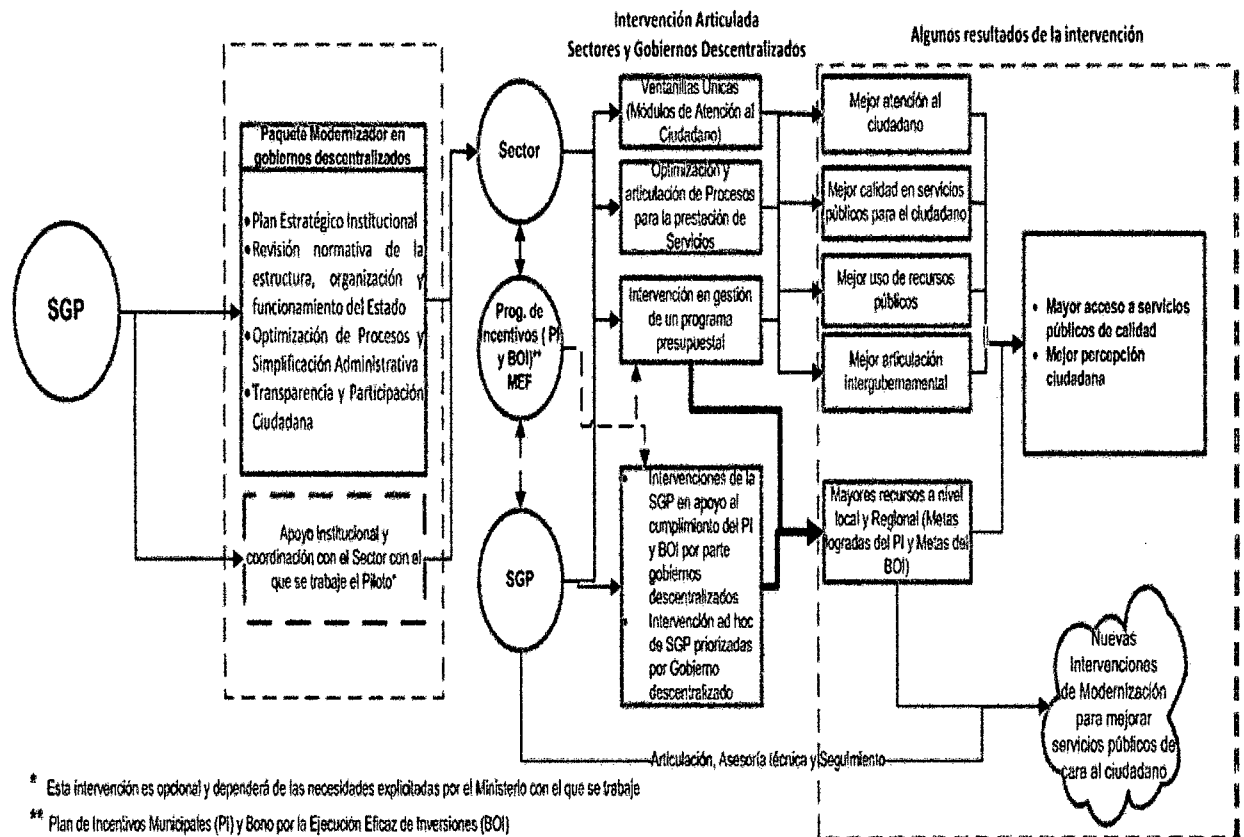 Intervención Articulada
Sectores y Gobiernos Descentralizados
Algunos resultados de la intervención
SGP
Paquete Modernizador en
gobiernos descentralizados
•Plan Estratégico Institucional
•Revisión normativa de la
estructura, organización y
funcionamiento del Estado
•Optimización de Procesos y
Simplificación Administrativa
•Transparencia y Participación
Ciudadana
Apoyo Institucional y
coordinación con el Sector con el
que se trabaje el Piloto*
Sector
Prog. de
Incentivos ( PI
y BOI)**
MEF
SGP
Ventanillas Únicas
(Módulos de Atención al
Ciudadano)
Optimización y
articulación de Procesos
para la prestación de
Servicios
Intervención en gestión
de un programa
presupuestal
• Intervenciones de la
SGP en apoyo al
cumplimiento del PI
y BOI por parte
gobiernos
descentralizados
• Intervención ad hoc
de SGP priorizadas
por Gobierno
descentralizado
Mejor atención al
ciudadano
Mejor calidad en servicios
públicos para el ciudadano
Mejor uso de recursos
públicos
Mejor articulación
intergubernamental
Mayores recursos a nivel
local y Regional (Metas
logradas del PI y Metas del
BOI)
• Mayor acceso a servicios
públicos de calidad
• Mejor percepción
ciudadana
Nuevas
Intervenciones
de Modernización
para mejorar
servicios públicos de
cara al ciudadano
Articulación, Asesoría técnica y Seguimiento
* Esta intervención es opcional y dependerá de las necesidades explicitadas por el Ministerio con el que se trabaje
** Plan de Incentivos Municipales (PI) y Bono por la Ejecución Eficaz de Inversiones (BOI)